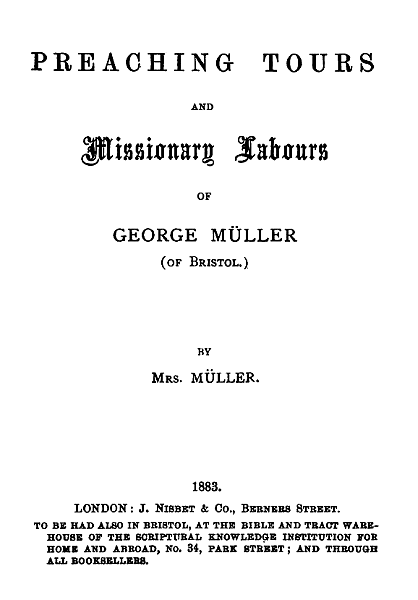 PREACHING TOURS
AND
Missionary Labours
OF
GEORGE MÜLLER
(OF BRISTOL.)
BY
MRS. MÜLLER.
1883.
LONDON: J. NISBET & CO., BERNERS STREET.
TO BE HAD ALSO IN BRISTOL, AT THE BIBLE AND TRACT WARE-
HOUSE OF THE SCRIPTURAL KNOWLEDGE INSTITUTION FOR
HOME AND ABROAD, NO. 34, PARK STREET; AND THROUGH
ALL BOOKSELLERS.